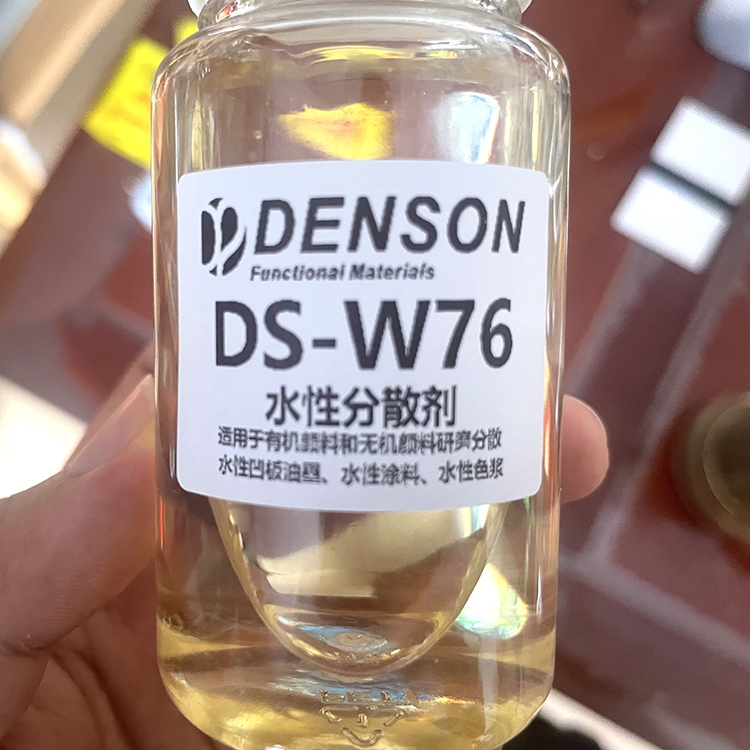 DENSON
Functional Materials
DS-W76
水性分散剂
适用于有机颜料和无机颜料研磨分散
水性凹板油墨、水性涂料、水性色浆